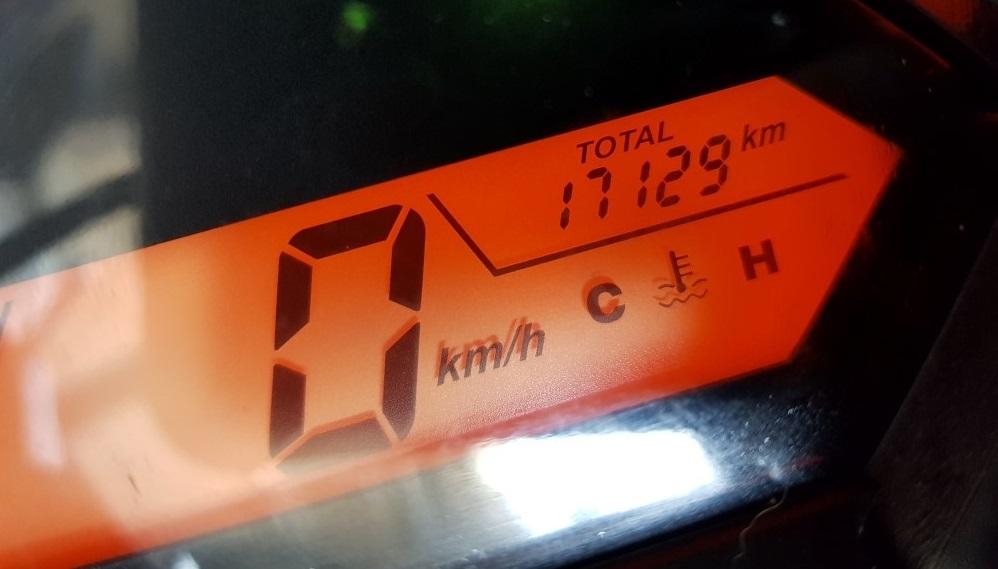 TOTAL
17129 km
0 km/h
C H